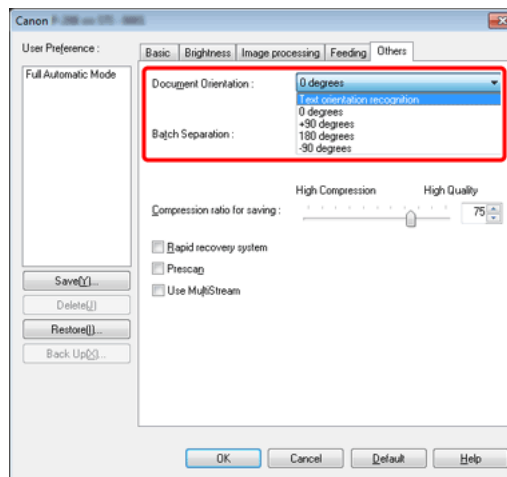 Canon
User Preference :
Full Automatic Mode
Save(Y)...
Delete(J)
Restore(I)...
Back Up(X)...
Basic Brightness Image processing Feeding Others
Document Orientation : 0 degrees
Text orientation recognition
0 degrees
+90 degrees
180 degrees
-90 degrees
Batch Separation :
High Compression High Quality
Compression ratio for saving : 75
Rapid recovery system
Prescan
Use MultiStream
OK Cancel Default Help